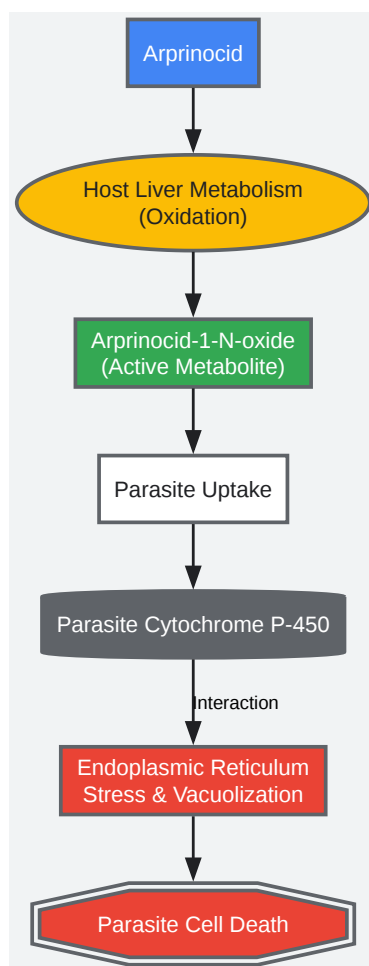 Arprinocid
Host Liver Metabolism
(Oxidation)
Arprinocid-1-N-oxide
(Active Metabolite)
Parasite Uptake
Parasite Cytochrome P-450
Interaction
Endoplasmic Reticulum
Stress & Vacuolization
Parasite Cell Death